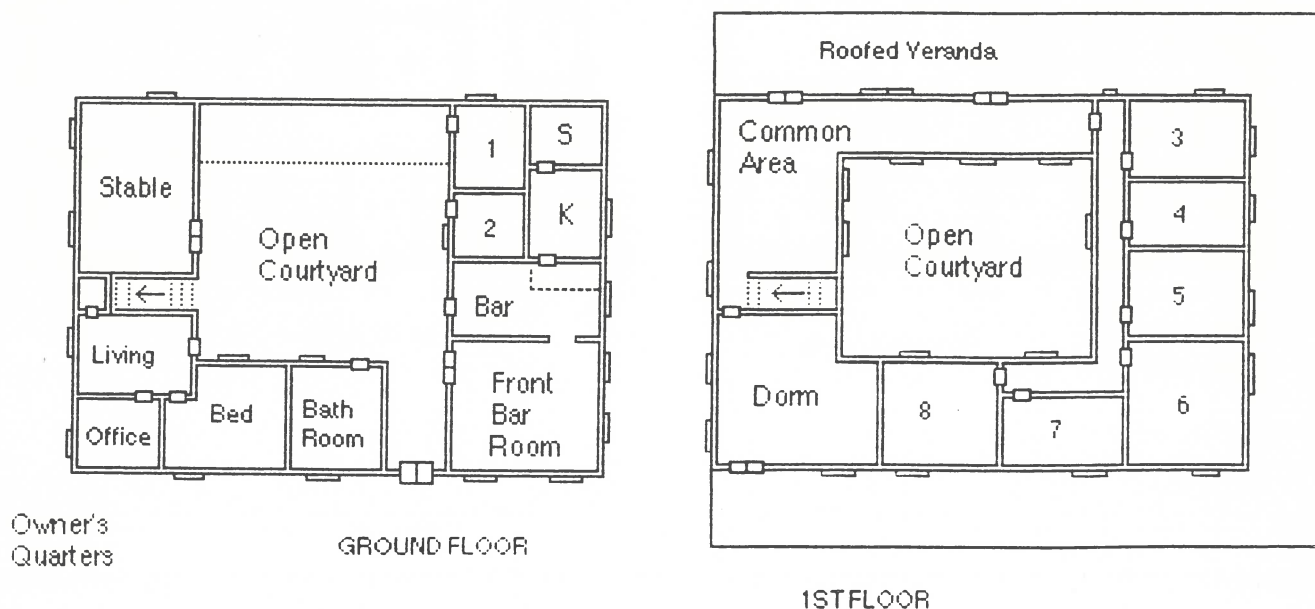 Stable
Open
Courtyard
1
S
2
K
Bar
Living
Office
Bed
Bath
Room
Front
Bar
Room
Owner's
Quarters
GROUND FLOOR
Roofed Veranda
Common
Area
3
4
Open
Courtyard
5
Dorm
8
7
6
1ST FLOOR